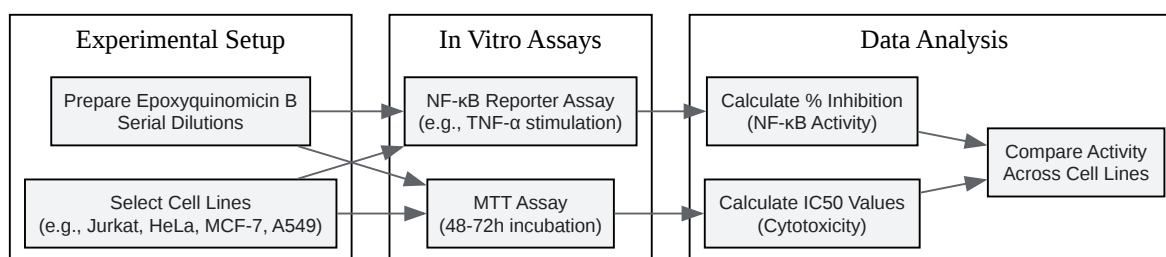 Experimental Setup
Prepare Epoxyquinomicin B
Serial Dilutions
Select Cell Lines
(e.g., Jurkat, HeLa, MCF-7, A549)
In Vitro Assays
NF-κB Reporter Assay
(e.g., TNF-α stimulation)
MTT Assay
(48-72h incubation)
Data Analysis
Calculate % Inhibition
(NF-κB Activity)
Calculate IC50 Values
(Cytotoxicity)
Compare Activity
Across Cell Lines